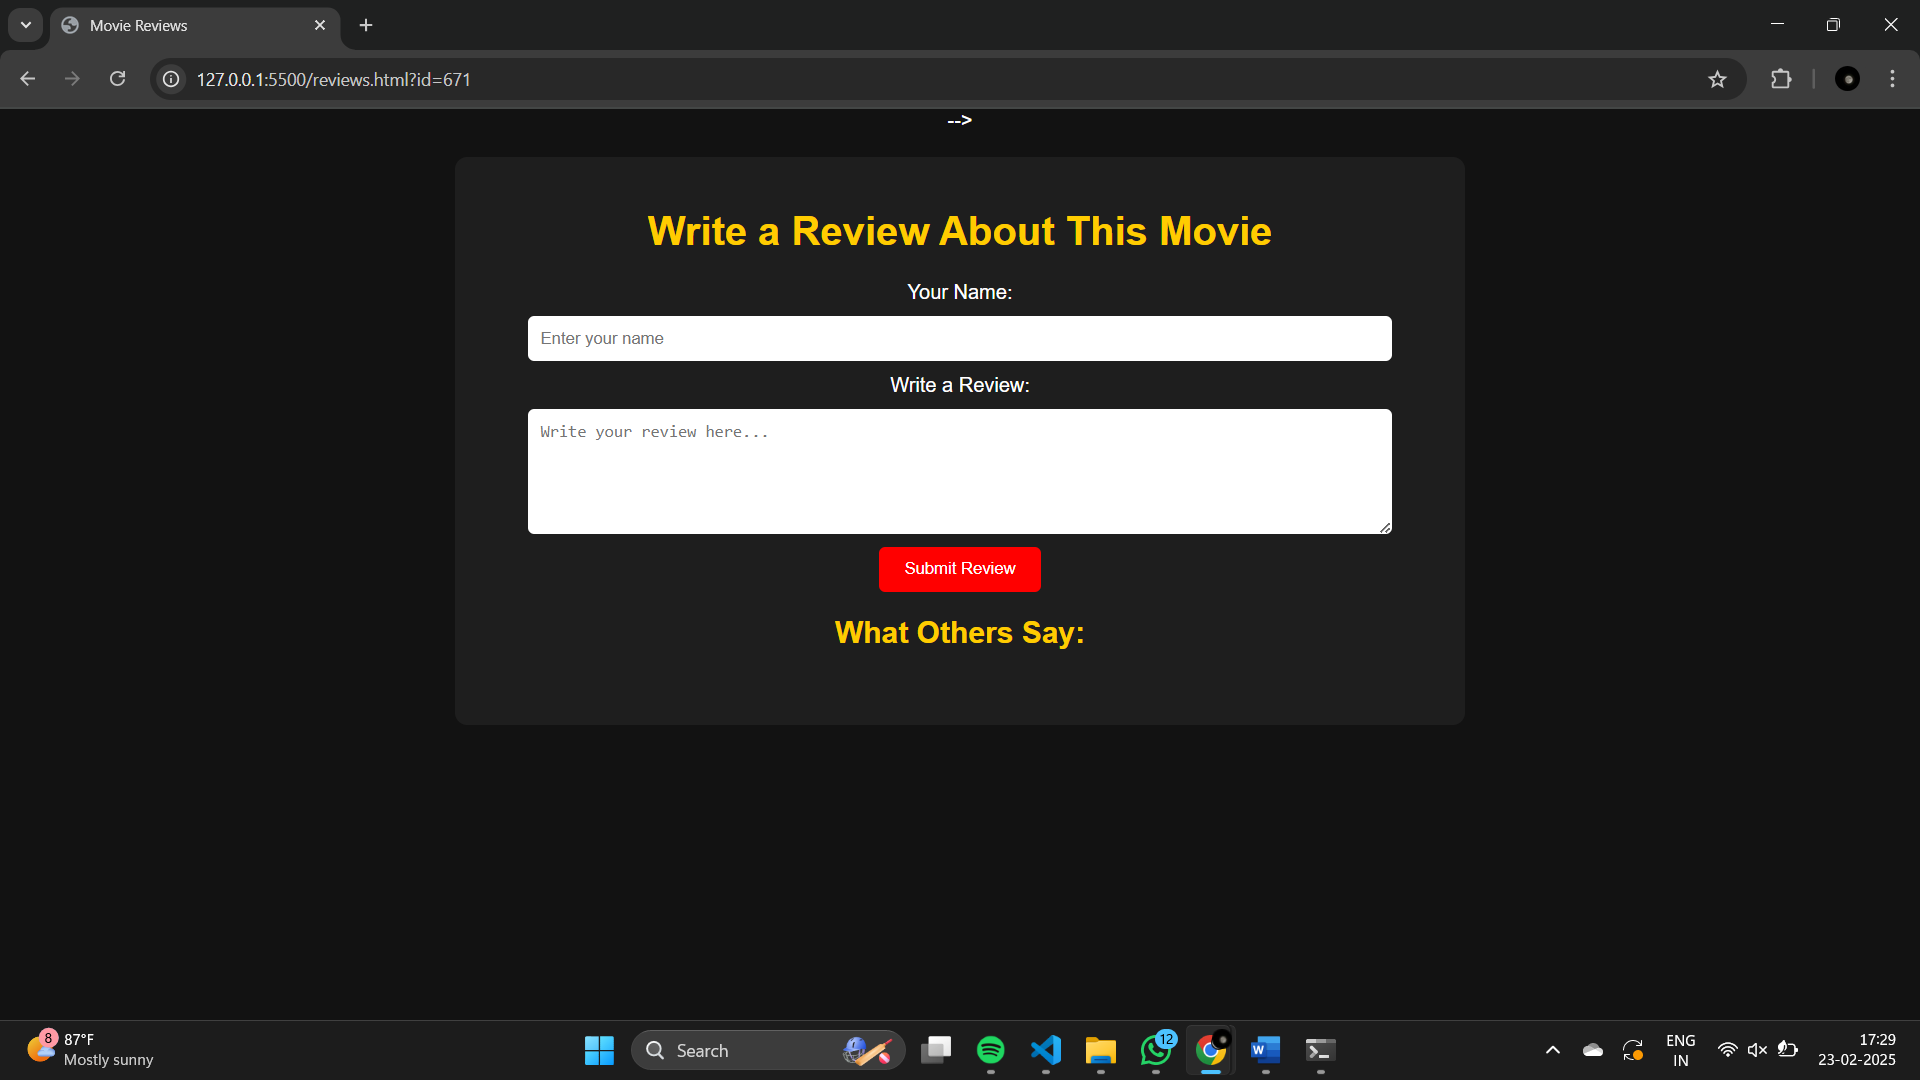 Movie Reviews
127.0.0.1:5500/reviews.html?id=671
-->
Write a Review About This Movie
Your Name:
Enter your name
Write a Review:
Write your review here...
Submit Review
What Others Say:
8
87°F
Mostly sunny
Search
12
W
ENG
IN
17:29
23-02-2025